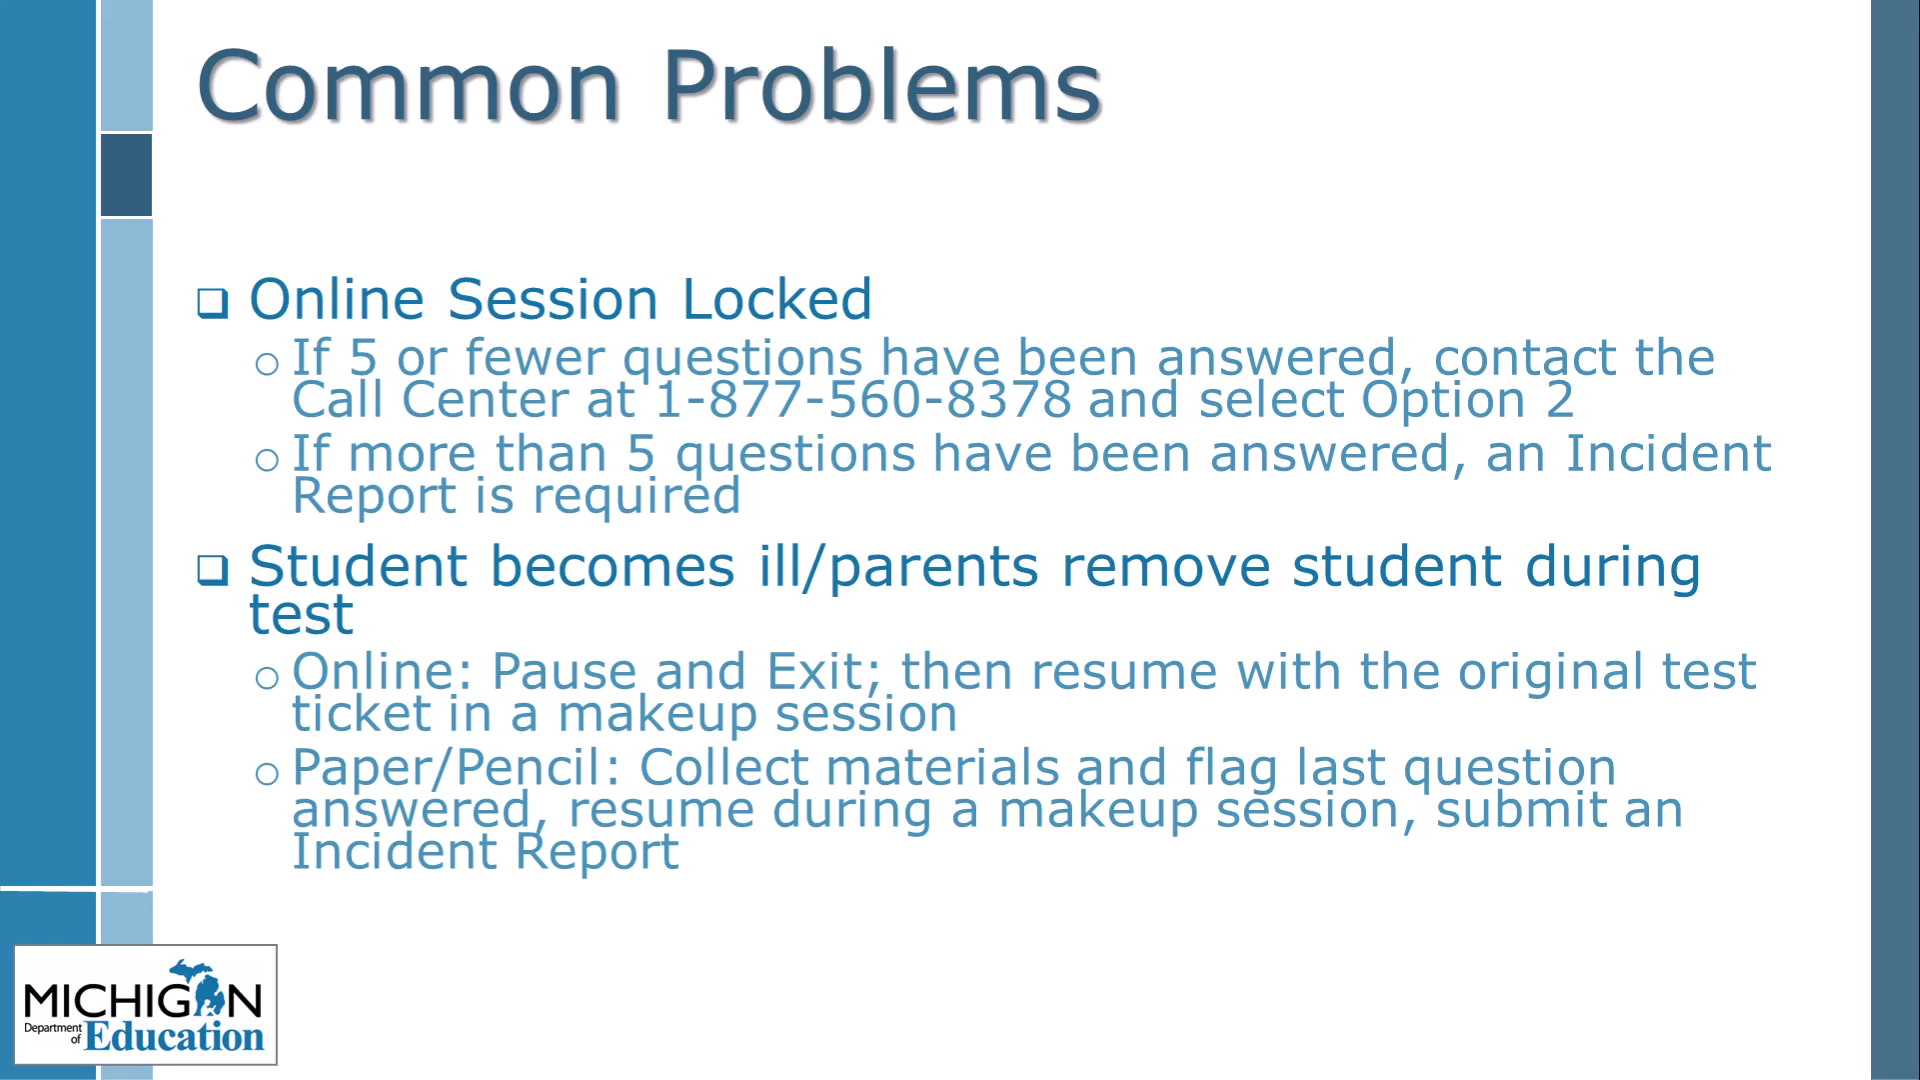 Common Problems
Online Session Locked
If 5 or fewer questions have been answered, contact the
Call Center at 1-877-560-8378 and select Option 2
If more than 5 questions have been answered, an Incident
Report is required
Student becomes ill/parents remove student during
test
Online: Pause and Exit; then resume with the original test
ticket in a makeup session
Paper/Pencil: Collect materials and flag last question
answered, resume during a makeup session, submit an
Incident Report
MICHIGAN
Department
of Education